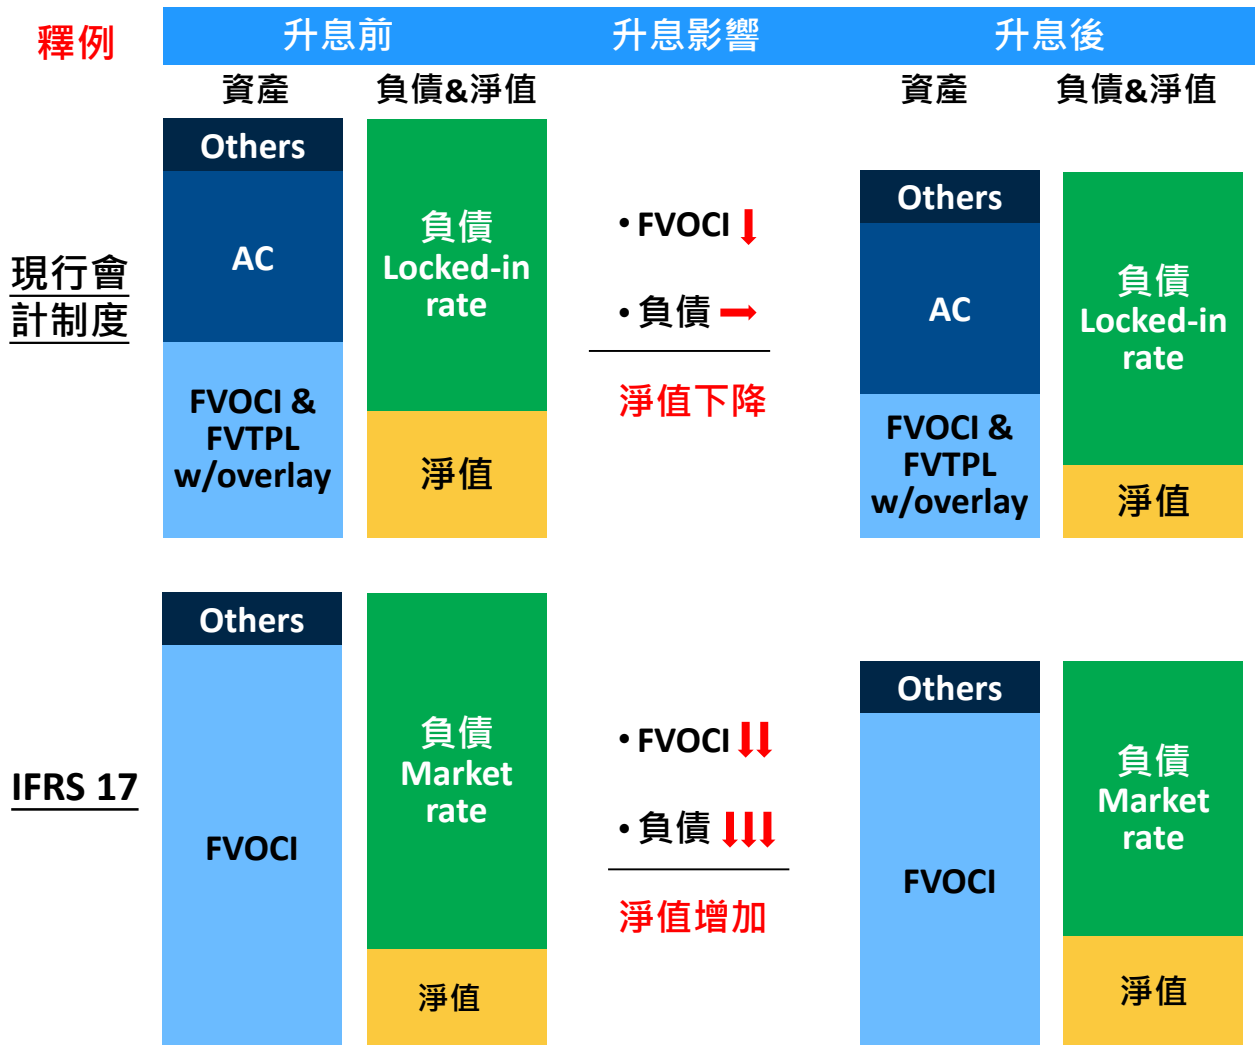 釋例
升息前
升息影響
升息後
資產
負債&淨值
資產
負債&淨值
現行會
計制度
Others
AC
FVOCI &
FVTPL
w/overlay
負債
Locked-in
rate
淨值
• FVOCI
• 負債
淨值下降
Others
AC
FVOCI &
FVTPL
w/overlay
負債
Locked-in
rate
淨值
IFRS 17
Others
FVOCI
負債
Market
rate
淨值
• FVOCI
• 負債
淨值增加
Others
FVOCI
負債
Market
rate
淨值